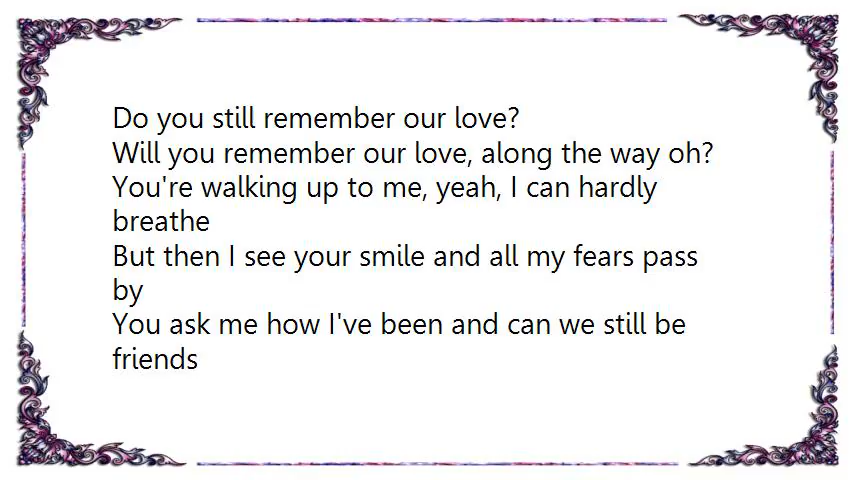 Do you still remember our love?
Will you remember our love, along the way oh?
You're walking up to me, yeah, I can hardly
breathe
But then I see your smile and all my fears pass
by
You ask me how I've been and can we still be
friends